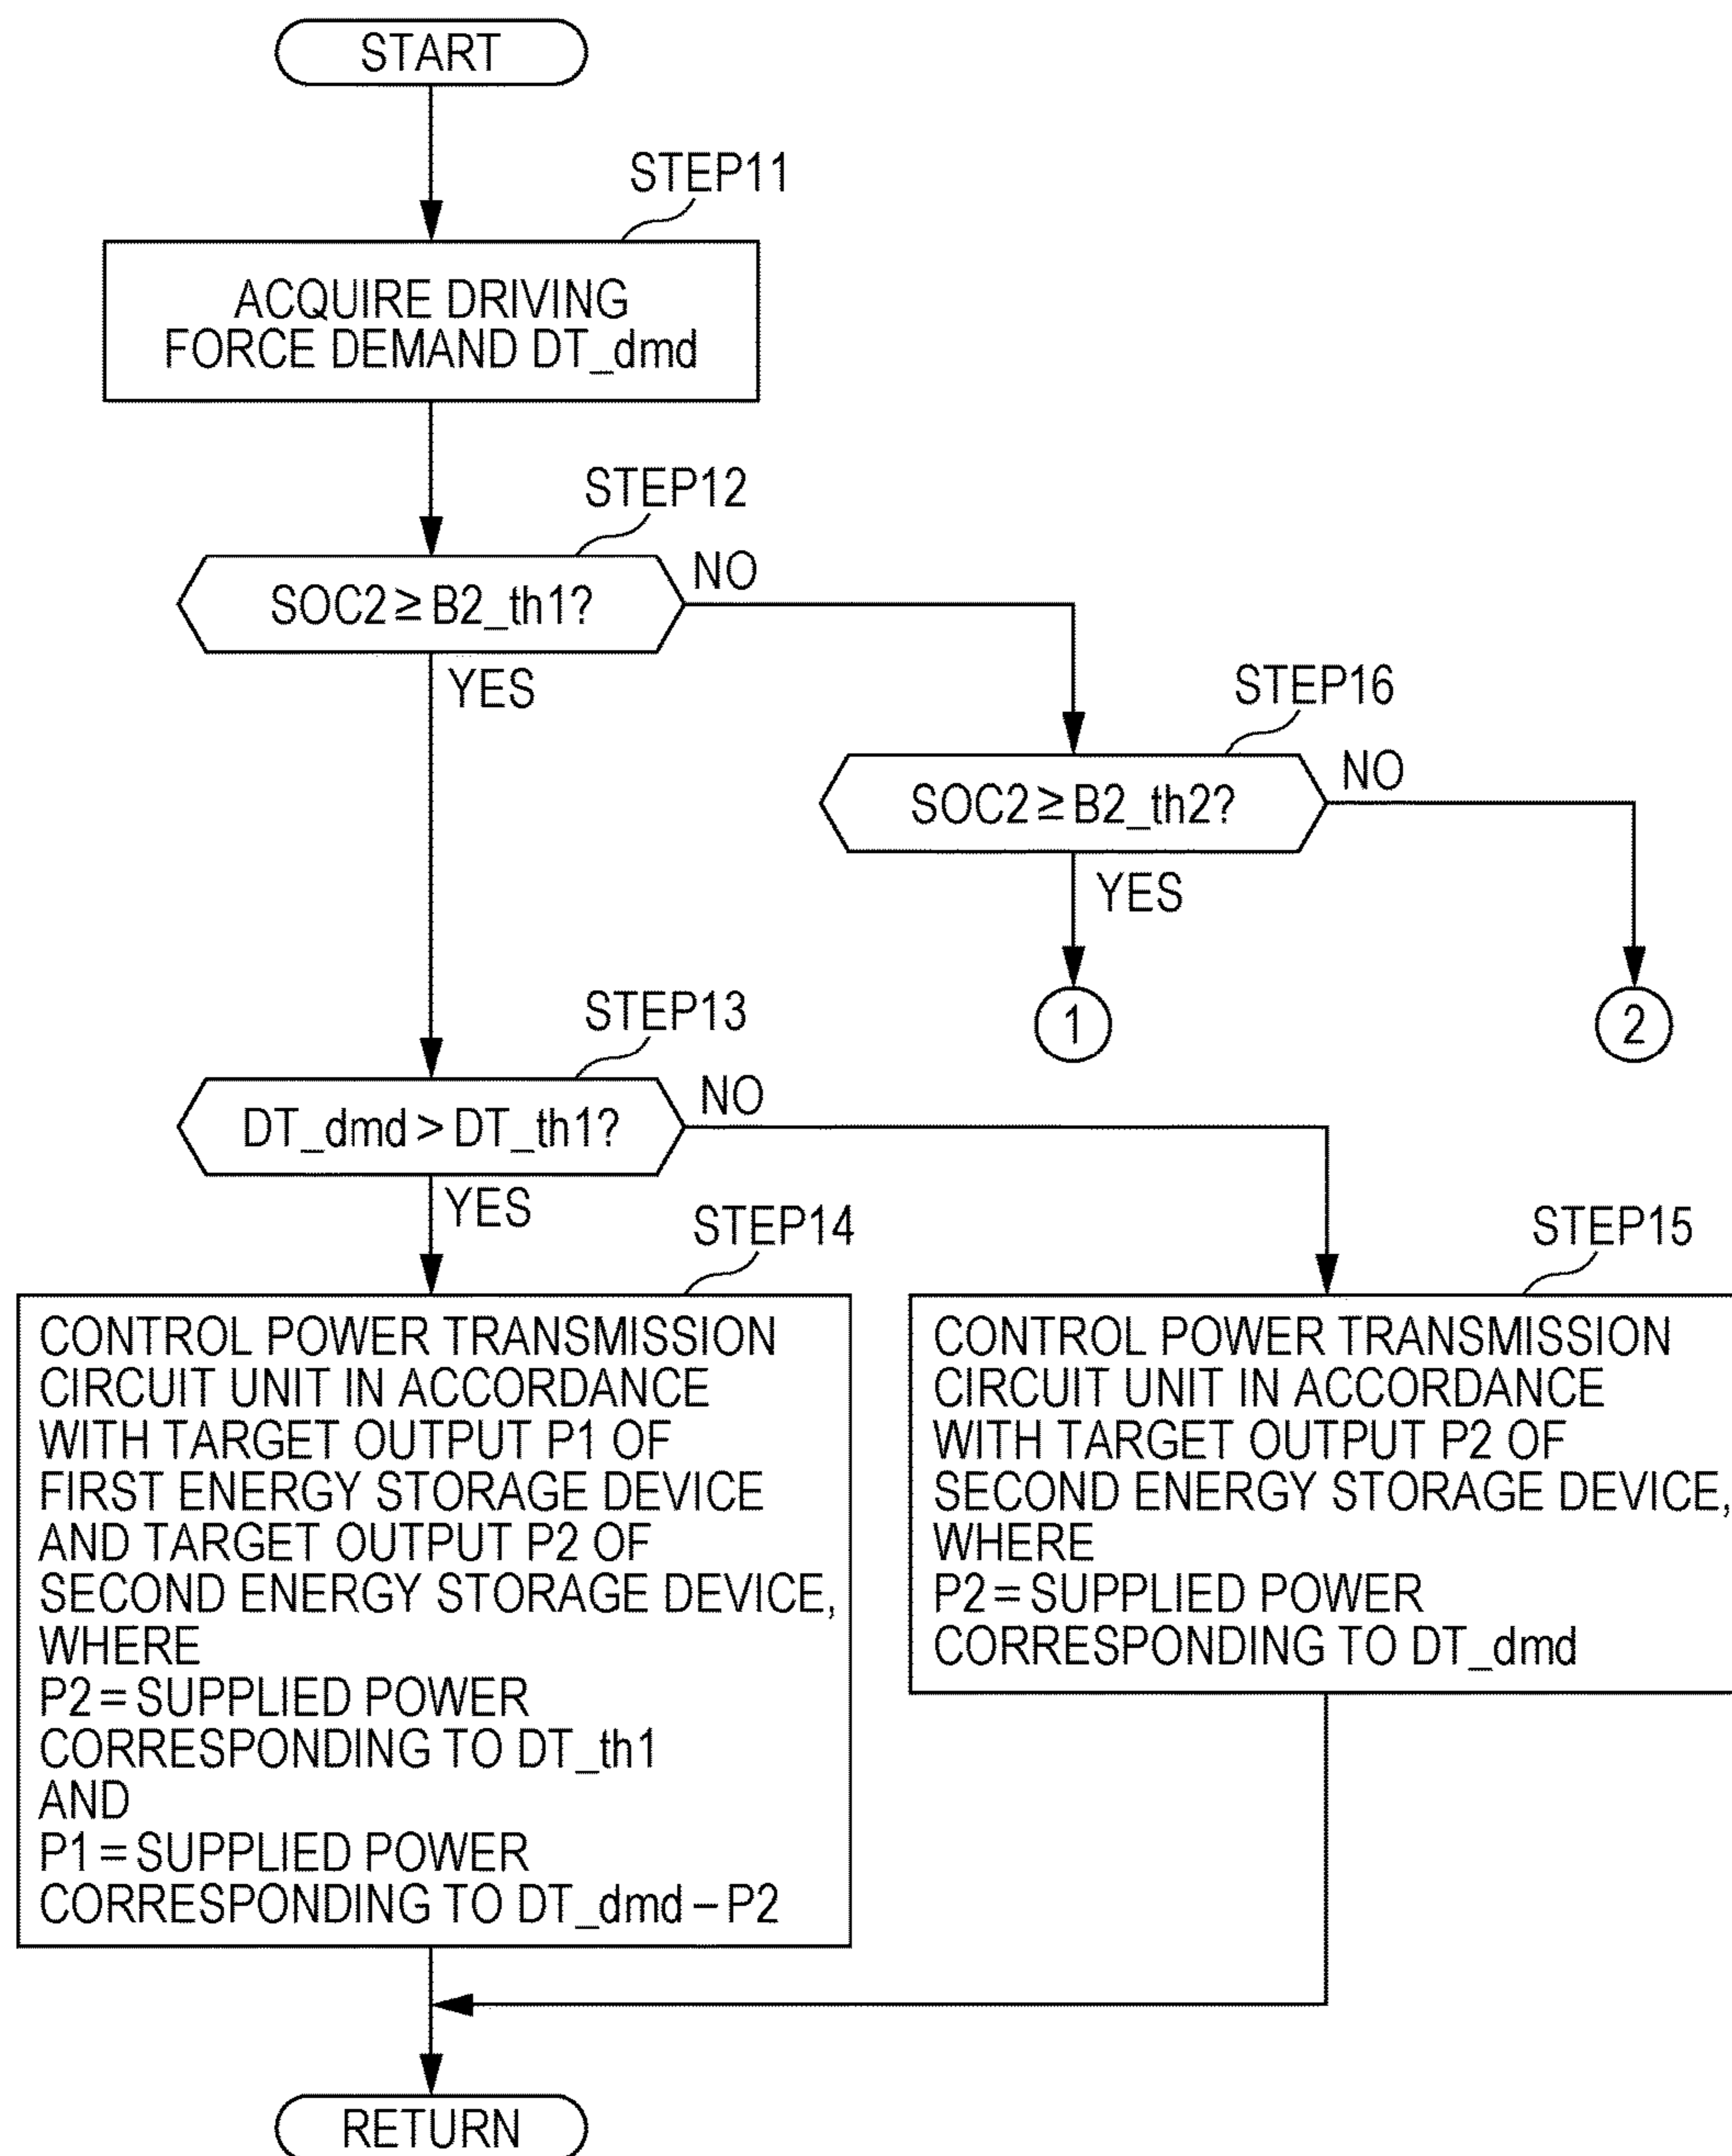 START
STEP11
ACQUIRE DRIVING
FORCE DEMAND DT_dmd
STEP12
SOC2≥B2_th1?
NO
YES
STEP16
SOC2≥B2_th2?
NO
YES
1
2
STEP13
DT_dmd>DT_th1?
NO
YES
STEP14
CONTROL POWER TRANSMISSION
CIRCUIT UNIT IN ACCORDANCE
WITH TARGET OUTPUT P1 OF
FIRST ENERGY STORAGE DEVICE
AND TARGET OUTPUT P2 OF
SECOND ENERGY STORAGE DEVICE,
WHERE
P2=SUPPLIED POWER
CORRESPONDING TO DT_th1
AND
P1=SUPPLIED POWER
CORRESPONDING TO DT_dmd−P2
STEP15
CONTROL POWER TRANSMISSION
CIRCUIT UNIT IN ACCORDANCE
WITH TARGET OUTPUT P2 OF
SECOND ENERGY STORAGE DEVICE,
WHERE
P2=SUPPLIED POWER
CORRESPONDING TO DT_dmd
RETURN